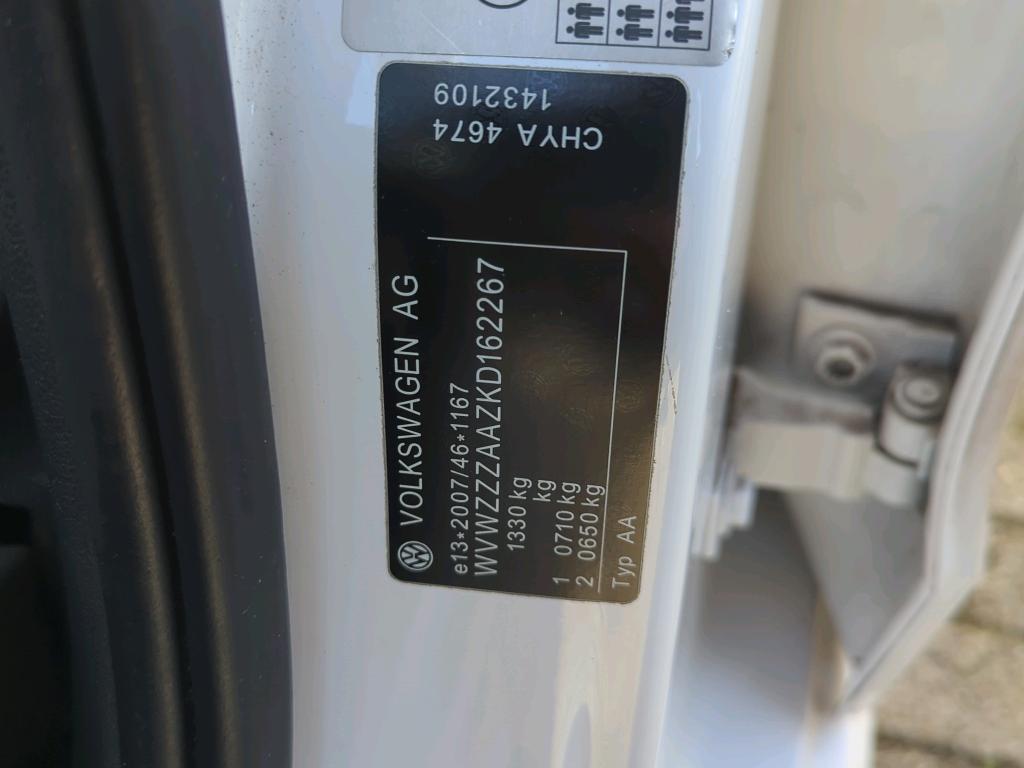 VOLKSWAGEN AG
e13*2007/46*1167
WVWZZZAAZKD162267
1330 kg
kg
1 0710 kg
2 0650 kg
Typ AA
CHYA 4674
1432109